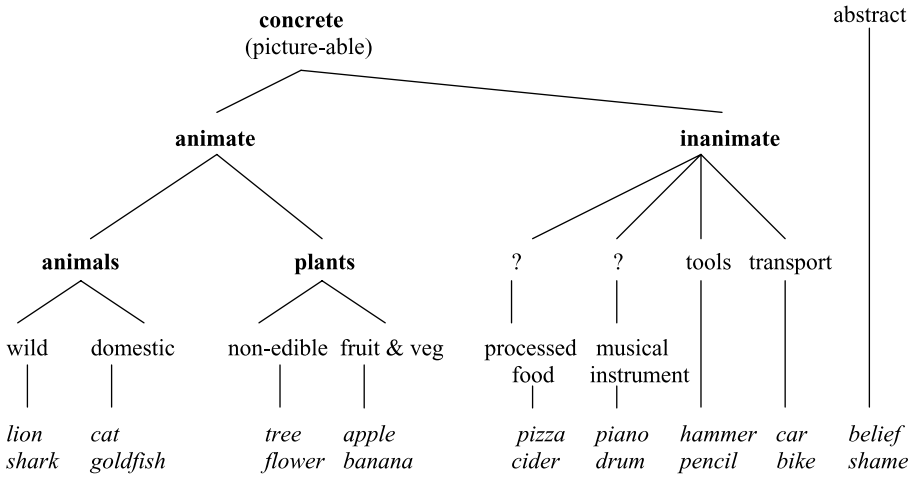 concrete
(picture-able)
abstract
animate
inanimate
animals
plants
?
?
tools
transport
wild
domestic
non-edible
fruit & veg
processed
food
musical
instrument
lion
shark
cat
goldfish
tree
flower
apple
banana
pizza
cider
piano
drum
hammer
pencil
car
bike
belief
shame